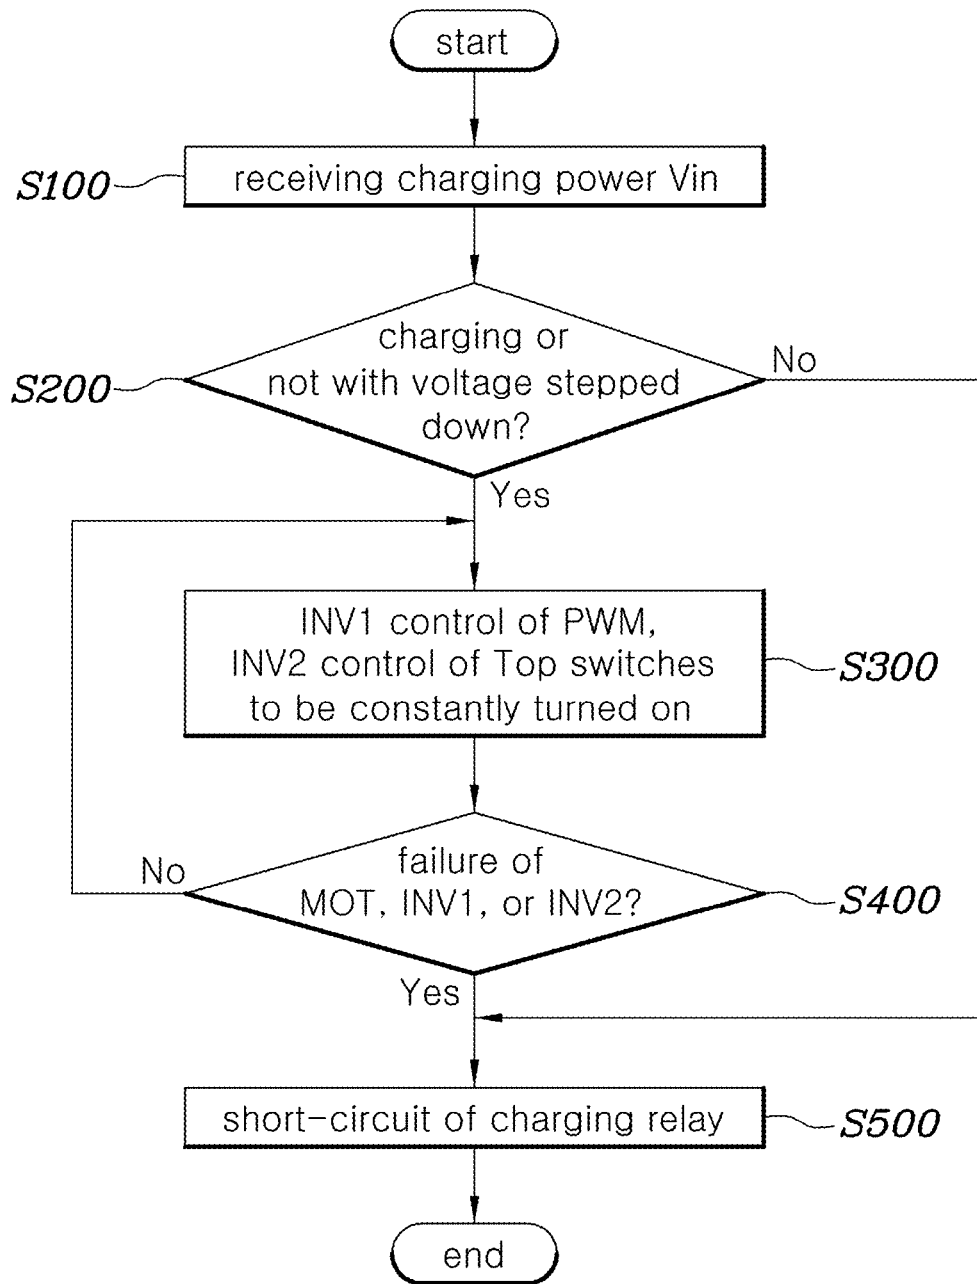 start
S100
receiving charging power Vin
charging or
not with voltage stepped
down?
S200
No
Yes
INV1 control of PWM,
INV2 control of Top switches
to be constantly turned on
S300
failure of
MOT, INV1, or INV2?
No
S400
Yes
short-circuit of charging relay
S500
end